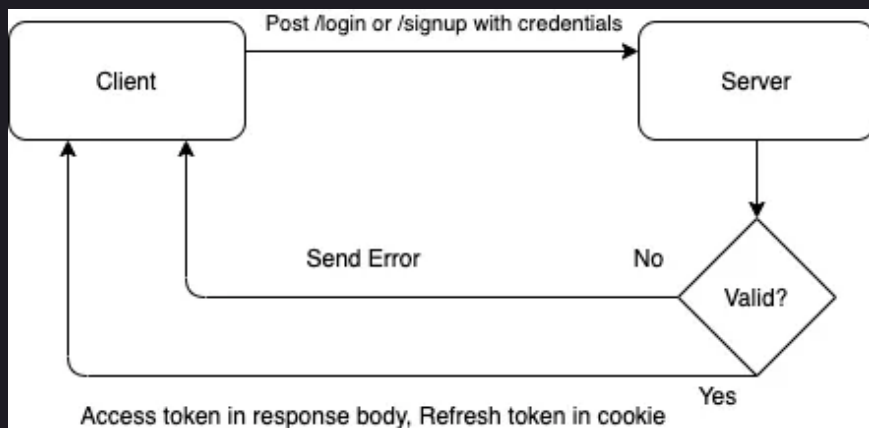 Post /login or /signup with credentials
Client
Server
Send Error
No
Valid?
Yes
Access token in response body, Refresh token in cookie